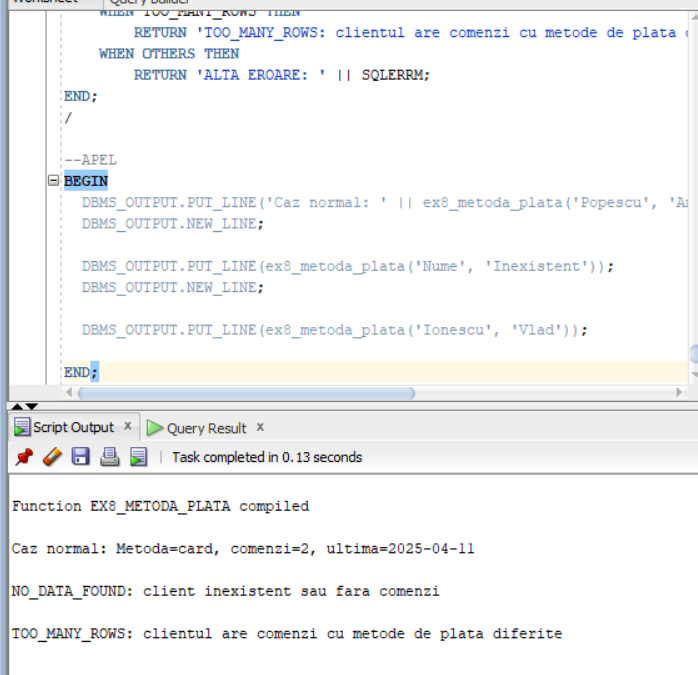 Worksheet Query Builder
WHEN TOO_MANY_ROWS THEN
RETURN 'TOO_MANY_ROWS: clientul are comenzi cu metode de plata
WHEN OTHERS THEN
RETURN 'ALTA EROARE: ' || SQLERRM;
END;
/
--APEL
BEGIN
DBMS_OUTPUT.PUT_LINE('Caz normal: ' || ex8_metoda_plata('Popescu', '
DBMS_OUTPUT.NEW_LINE;
DBMS_OUTPUT.PUT_LINE(ex8_metoda_plata('Nume', 'Inexistent'));
DBMS_OUTPUT.NEW_LINE;
DBMS_OUTPUT.PUT_LINE(ex8_metoda_plata('Ionescu', 'Vlad'));
END;
Script Output x Query Result x
Task completed in 0.13 seconds
Function EX8_METODA_PLATA compiled
Caz normal: Metoda=card, comenzi=2, ultima=2025-04-11
NO_DATA_FOUND: client inexistent sau fara comenzi
TOO_MANY_ROWS: clientul are comenzi cu metode de plata diferite